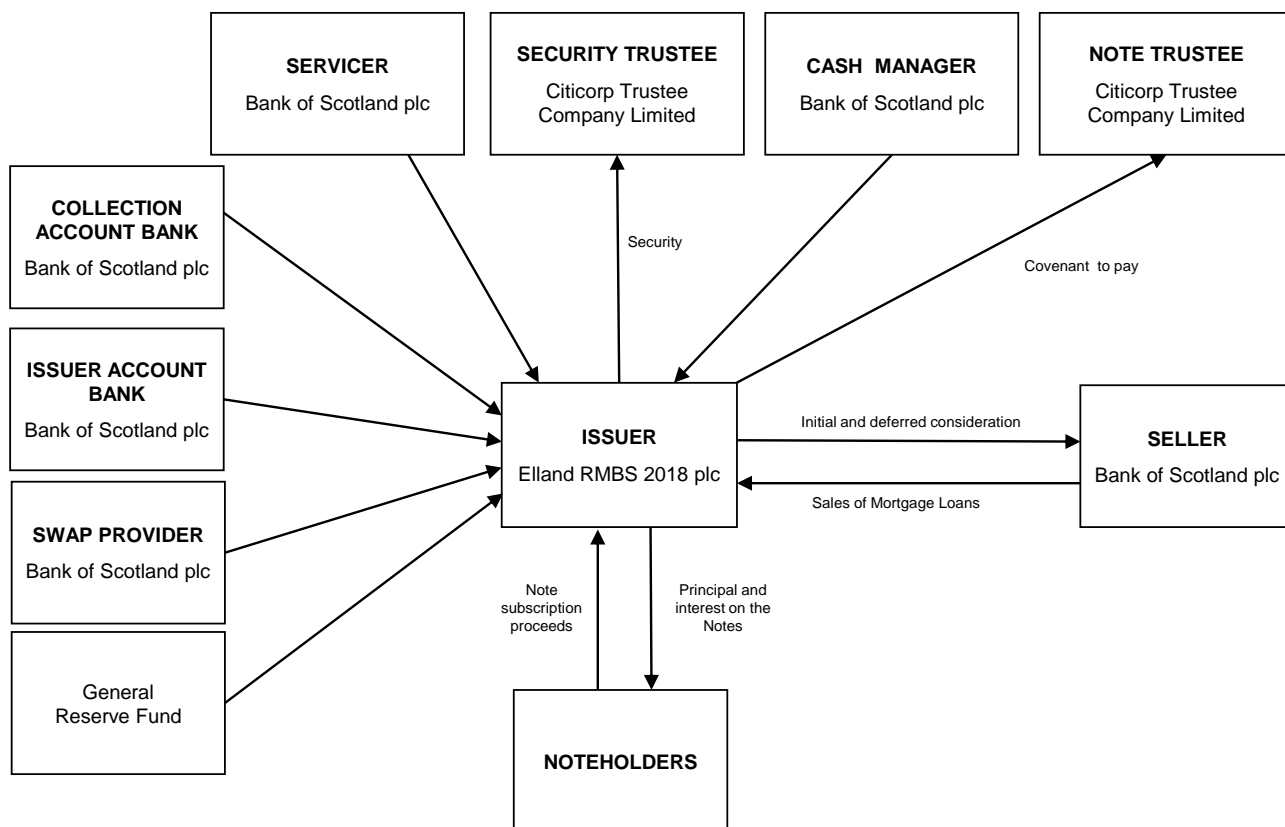 SERVICER
Bank of Scotland plc
SECURITY TRUSTEE
Citicorp Trustee
Company Limited
CASH MANAGER
Bank of Scotland plc
NOTE TRUSTEE
Citicorp Trustee
Company Limited
COLLECTION
ACCOUNT BANK
Bank of Scotland plc
Security
Covenant to pay
ISSUER ACCOUNT
BANK
Bank of Scotland plc
ISSUER
Elland RMBS 2018 plc
Initial and deferred consideration
Sales of Mortgage Loans
SELLER
Bank of Scotland plc
SWAP PROVIDER
Bank of Scotland plc
Note
subscription
proceeds
Principal and
interest on the
Notes
General
Reserve Fund
NOTEHOLDERS